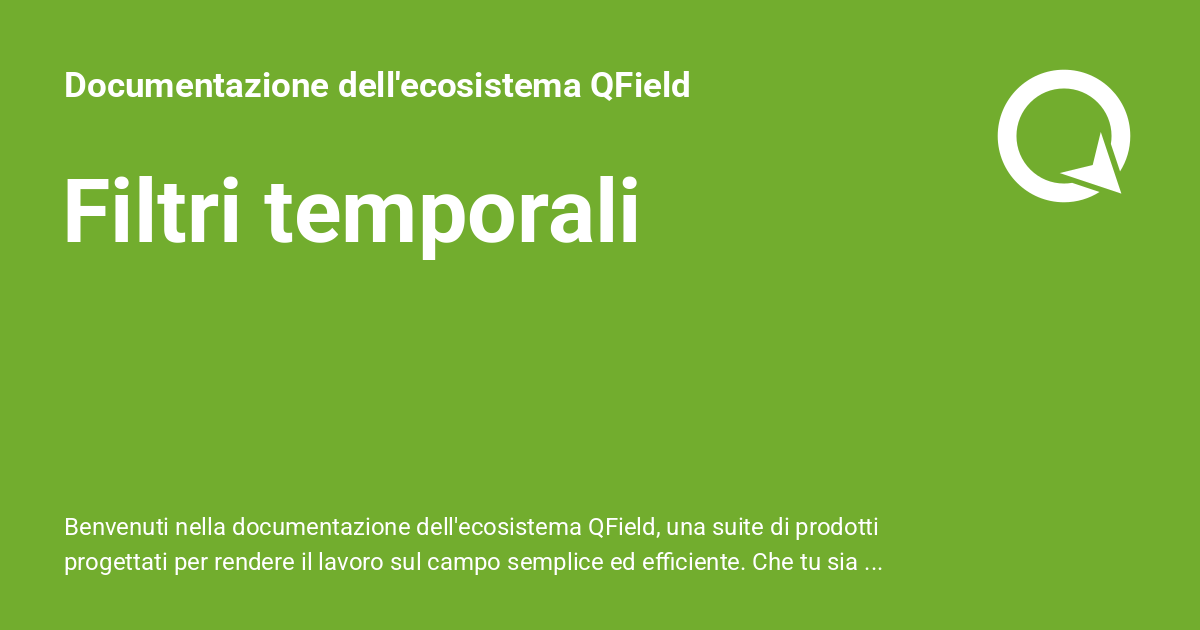 Documentazione dell'ecosistema QField
Filtri temporali
Benvenuti nella documentazione dell'ecosistema QField, una suite di prodotti
progettati per rendere il lavoro sul campo semplice ed efficiente. Che tu sia ...